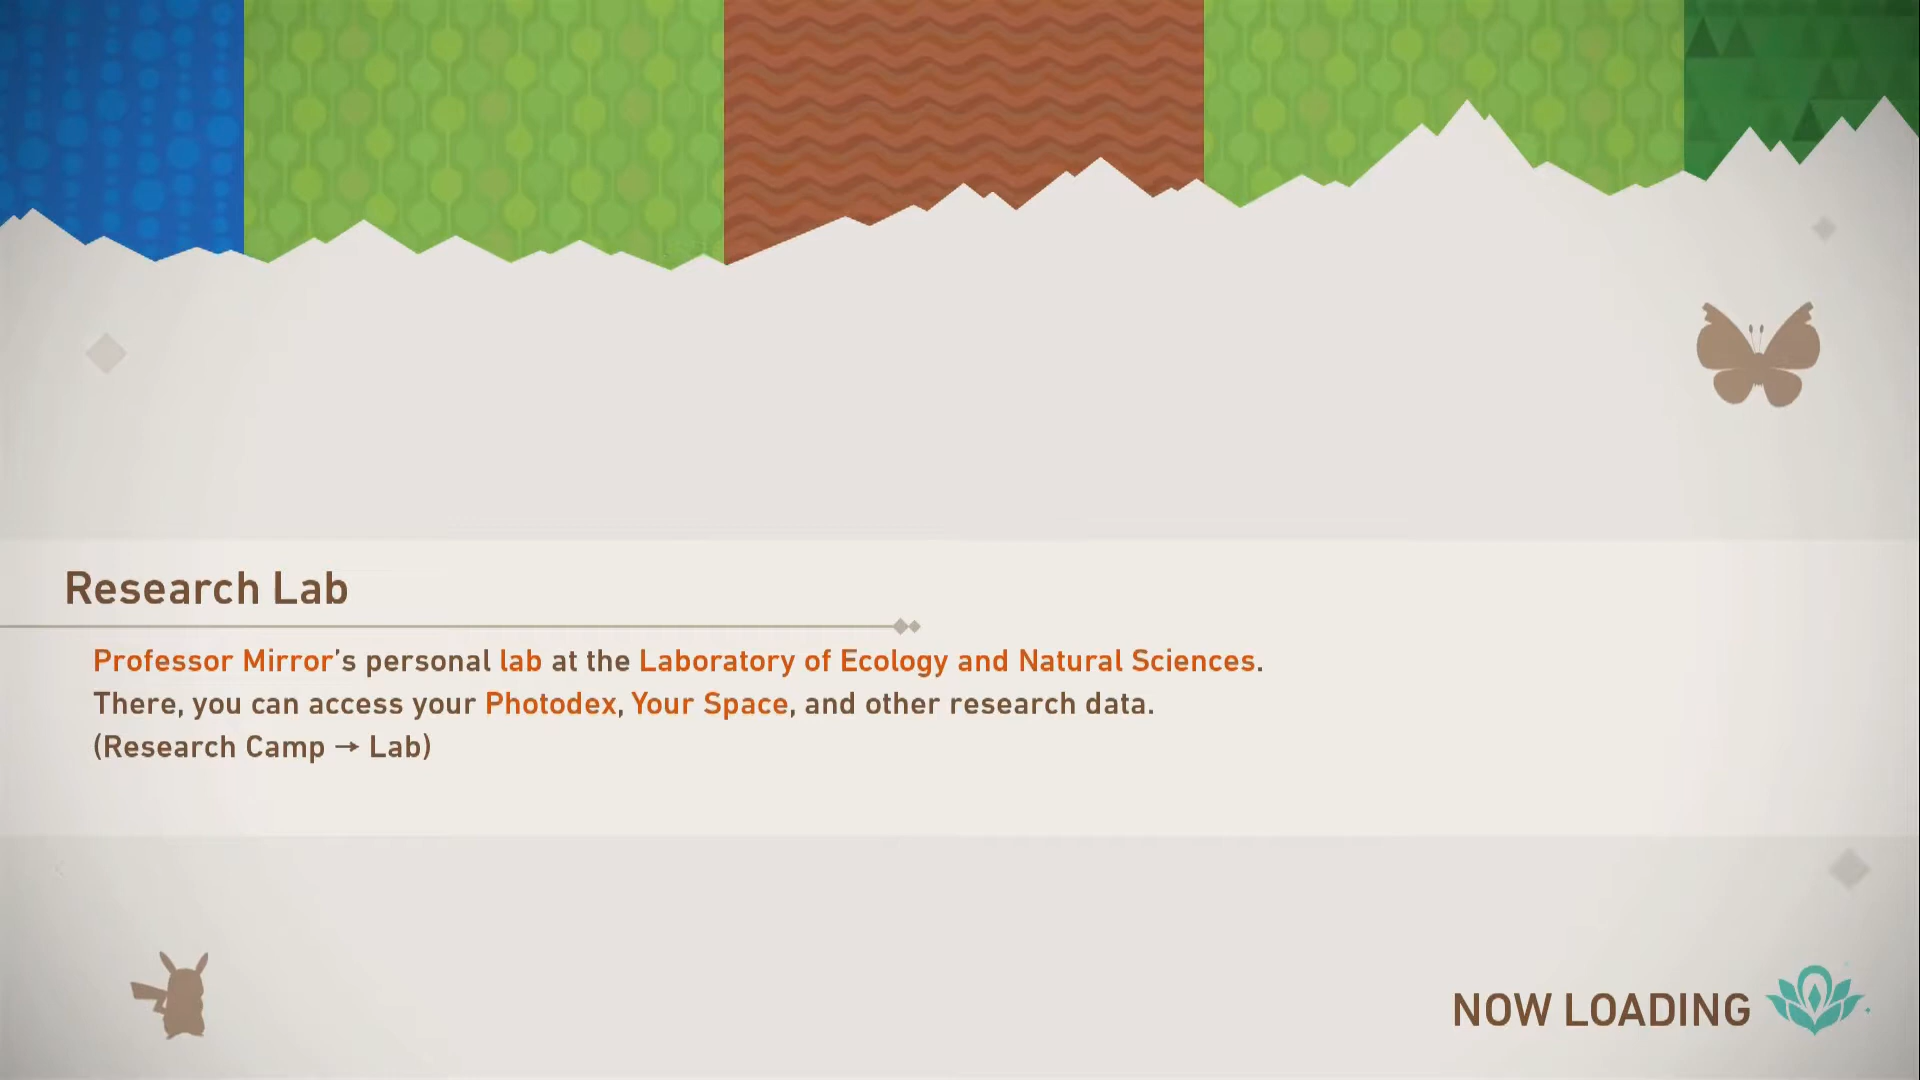 Research Lab
Professor Mirror's personal lab at the Laboratory of Ecology and Natural Sciences.
There, you can access your Photodex, Your Space, and other research data.
(Research Camp → Lab)
NOW LOADING